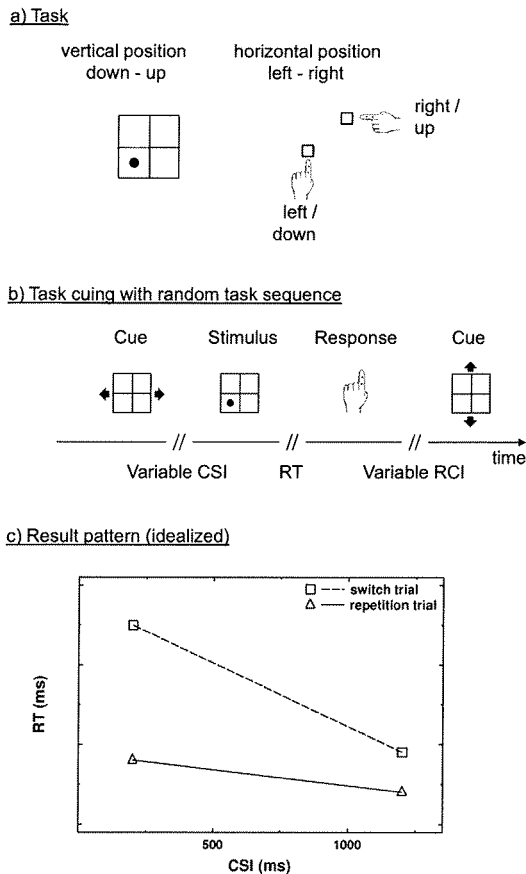 a) Task
vertical position
down - up
horizontal position
left - right
right /
up
left /
down
b) Task cuing with random task sequence
Cue
Stimulus
Response
Cue
//
//
//
time
Variable CSI
RT
Variable RCI
c) Result pattern (idealized)
switch trial
repetition trial
RT (ms)
500
1000
CSI (ms)